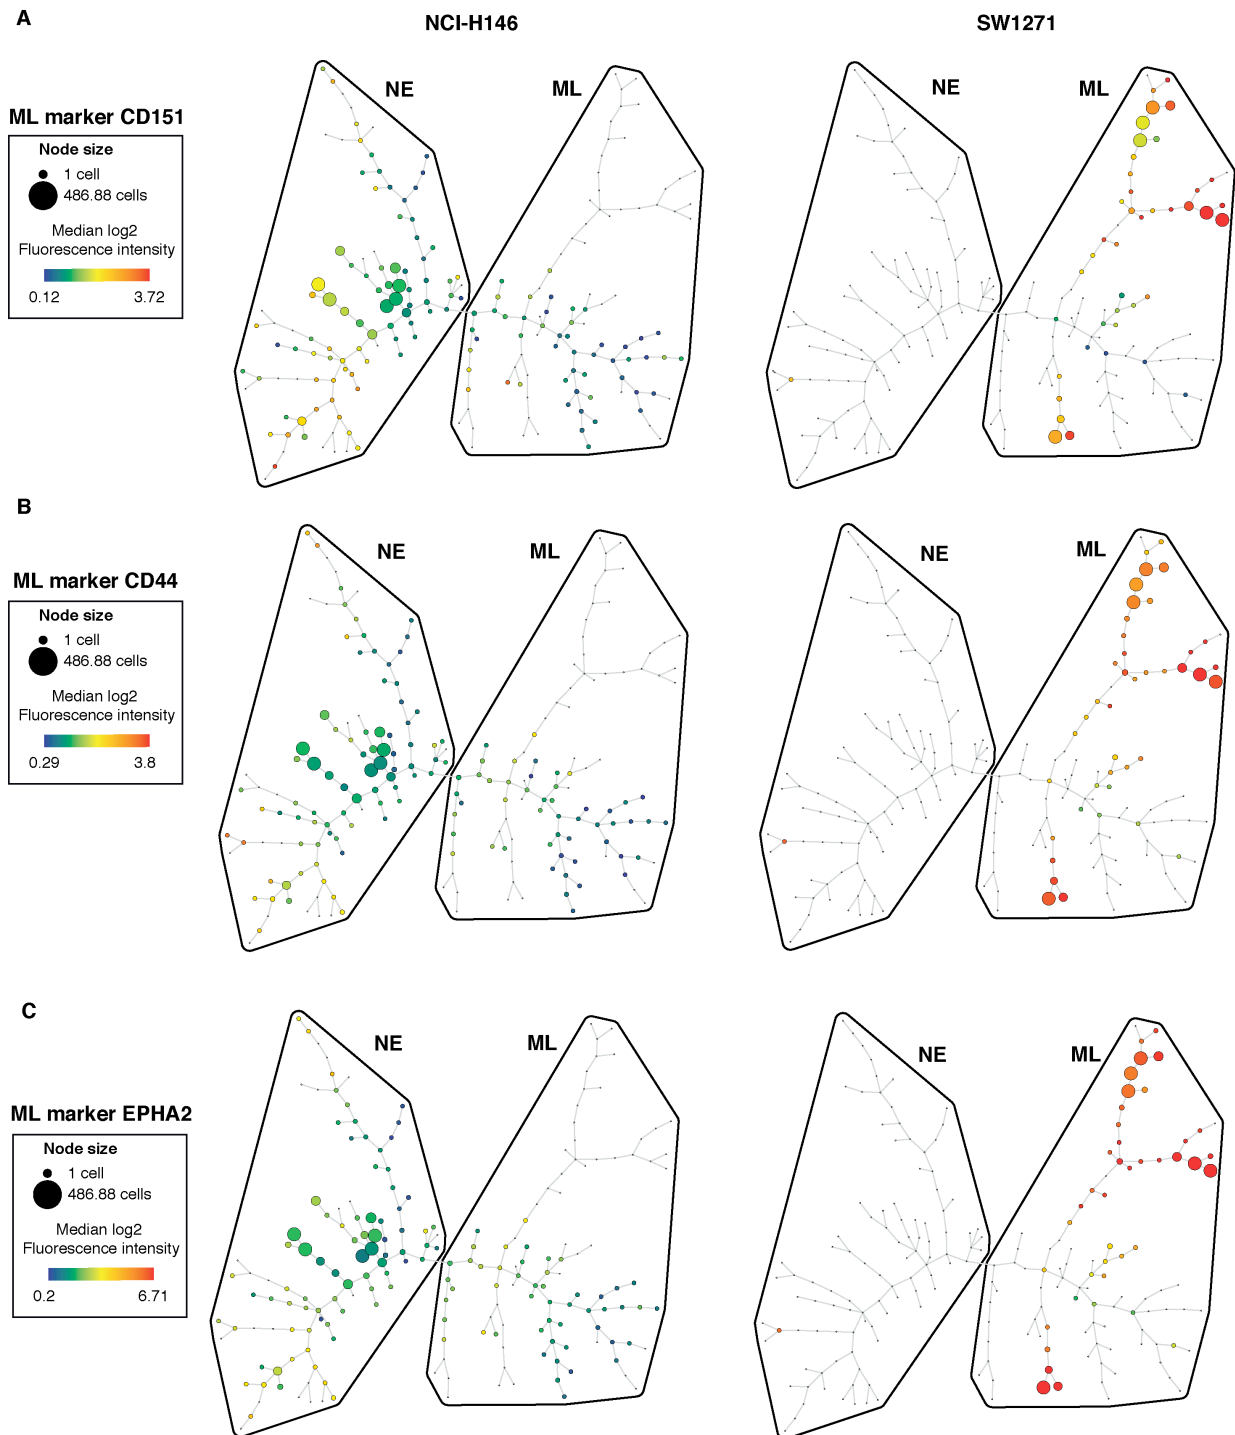 A
NCI-H146
SW1271
NE
ML
NE
ML
ML marker CD151
Node size
1 cell
486.88 cells
Median log2
Fluorescence intensity
0.12
3.72
B
NE
ML
NE
ML
ML marker CD44
Node size
1 cell
486.88 cells
Median log2
Fluorescence intensity
0.29
3.8
C
NE
ML
NE
ML
ML marker EPHA2
Node size
1 cell
486.88 cells
Median log2
Fluorescence intensity
0.2
6.71